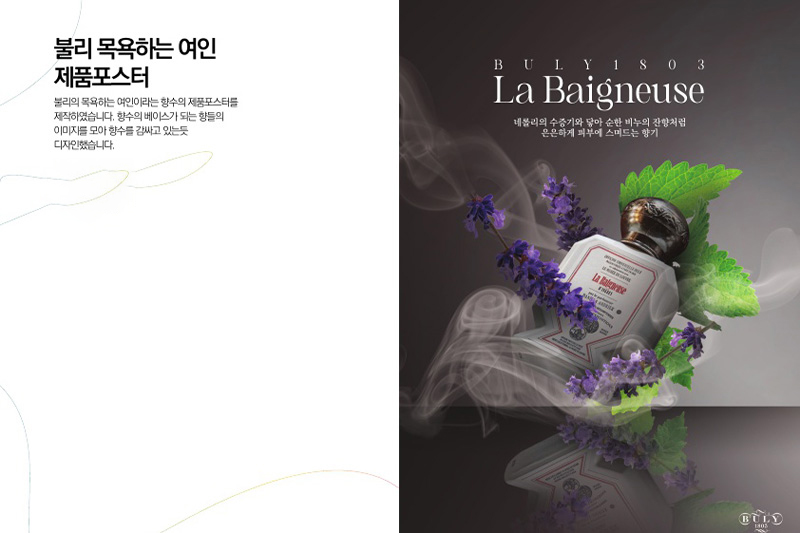 불리 목욕하는 여인
제품포스터
불리의 목욕하는 여인이라는 향수의 제품포스터를
제작하였습니다. 향수의 베이스가 되는 향들의
이미지를 모아 향수를 감싸고 있는듯
디자인했습니다.
BULY1803
La Baigneuse
네롤리의 수증기와 닿아 순한 비누의 잔향처럼
은은하게 피부에 스며드는 향기
La Baigneuse
BULY
1803